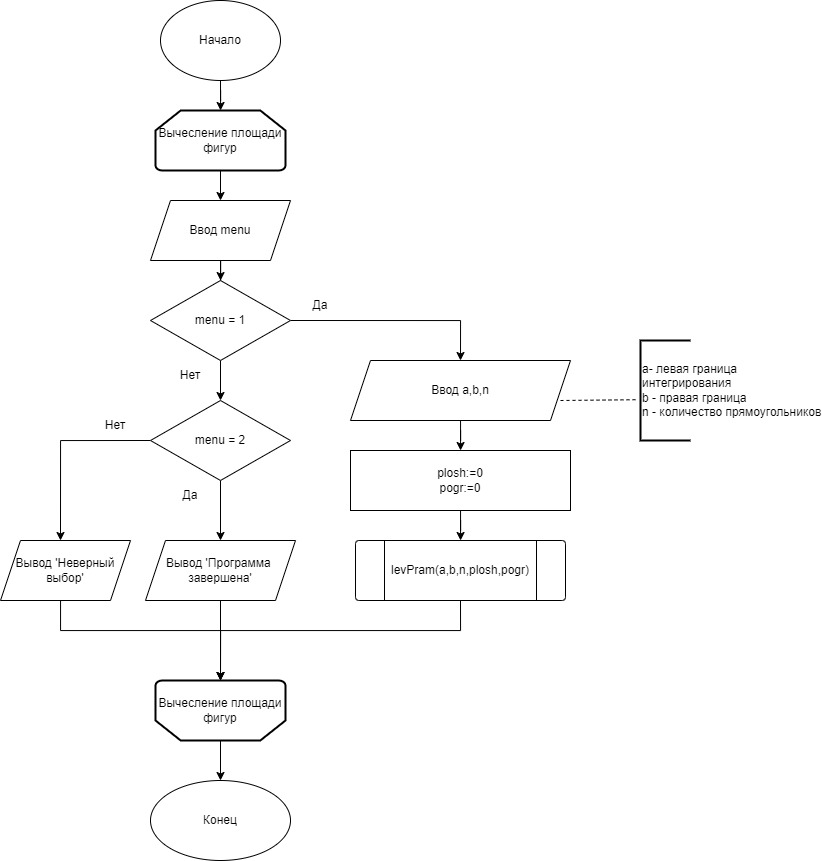 Начало
Вычесление площади
фигур
Ввод menu
menu = 1
Да
Нет
Ввод a,b,n
a- левая граница
интегрирования
b - правая граница
n - количество прямоугольников
menu = 2
Нет
Да
plosh:=0
pogr:=0
Вывод 'Неверный
выбор'
Вывод 'Программа
завершена'
levPram(a,b,n,plosh,pogr)
Вычесление площади
фигур
Конец